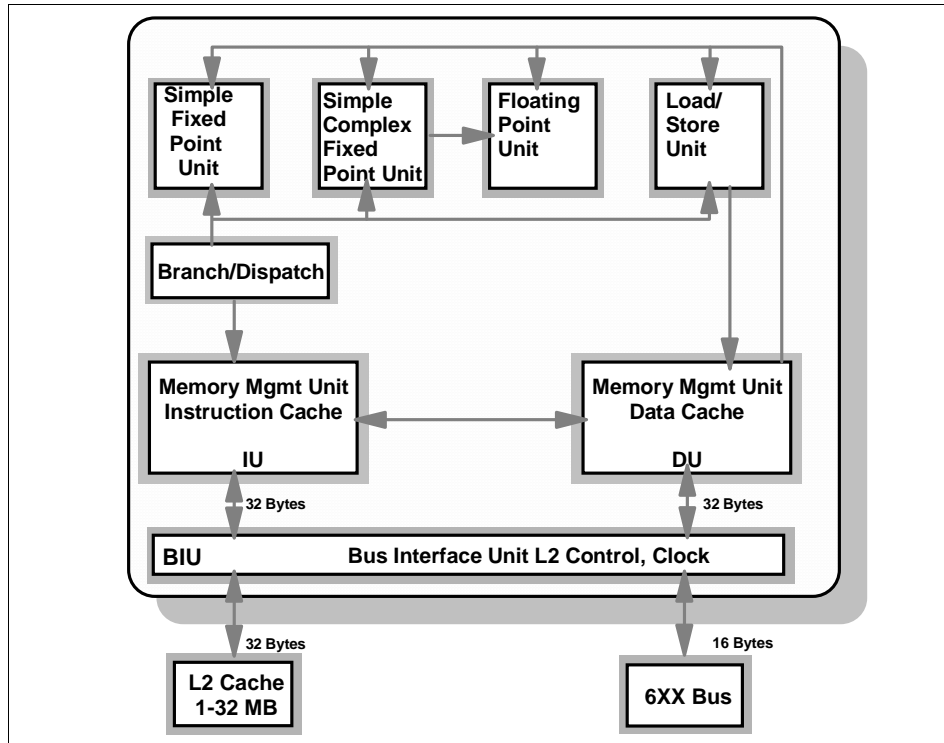 Simple
Fixed
Point
Unit
Simple
Complex
Fixed
Point Unit
Floating
Point
Unit
Load/
Store
Unit
Branch/Dispatch
Memory Mgmt Unit
Instruction Cache
IU
Memory Mgmt Unit
Data Cache
DU
32 Bytes
32 Bytes
BIU
Bus Interface Unit L2 Control, Clock
32 Bytes
16 Bytes
L2 Cache
1-32 MB
6XX Bus